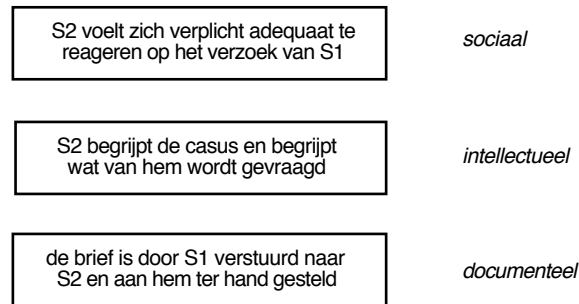 S2 voelt zich verplicht adequaat te
reageren op het verzoek van S1
sociaal
S2 begrijpt de casus en begrijpt
wat van hem wordt gevraagd
intellectueel
de brief is door S1 verstuurd naar
S2 en aan hem ter hand gesteld
documenteel